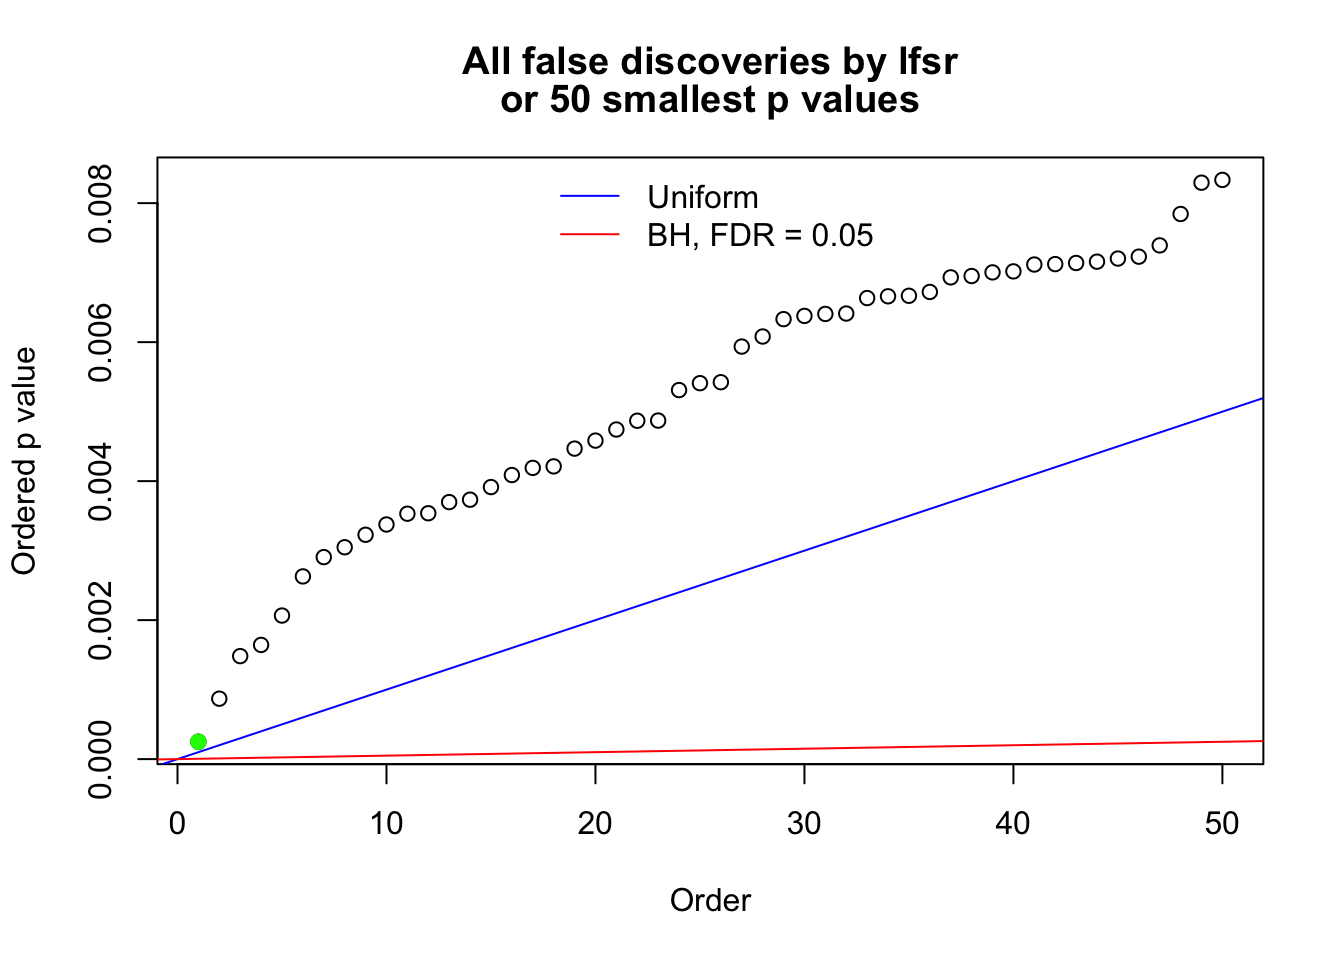 All false discoveries by lfsr
or 50 smallest p values
Uniform
BH, FDR = 0.05
Ordered p value
0.008
0.006
0.004
0.002
0.000
0 10 20 30 40 50
Order